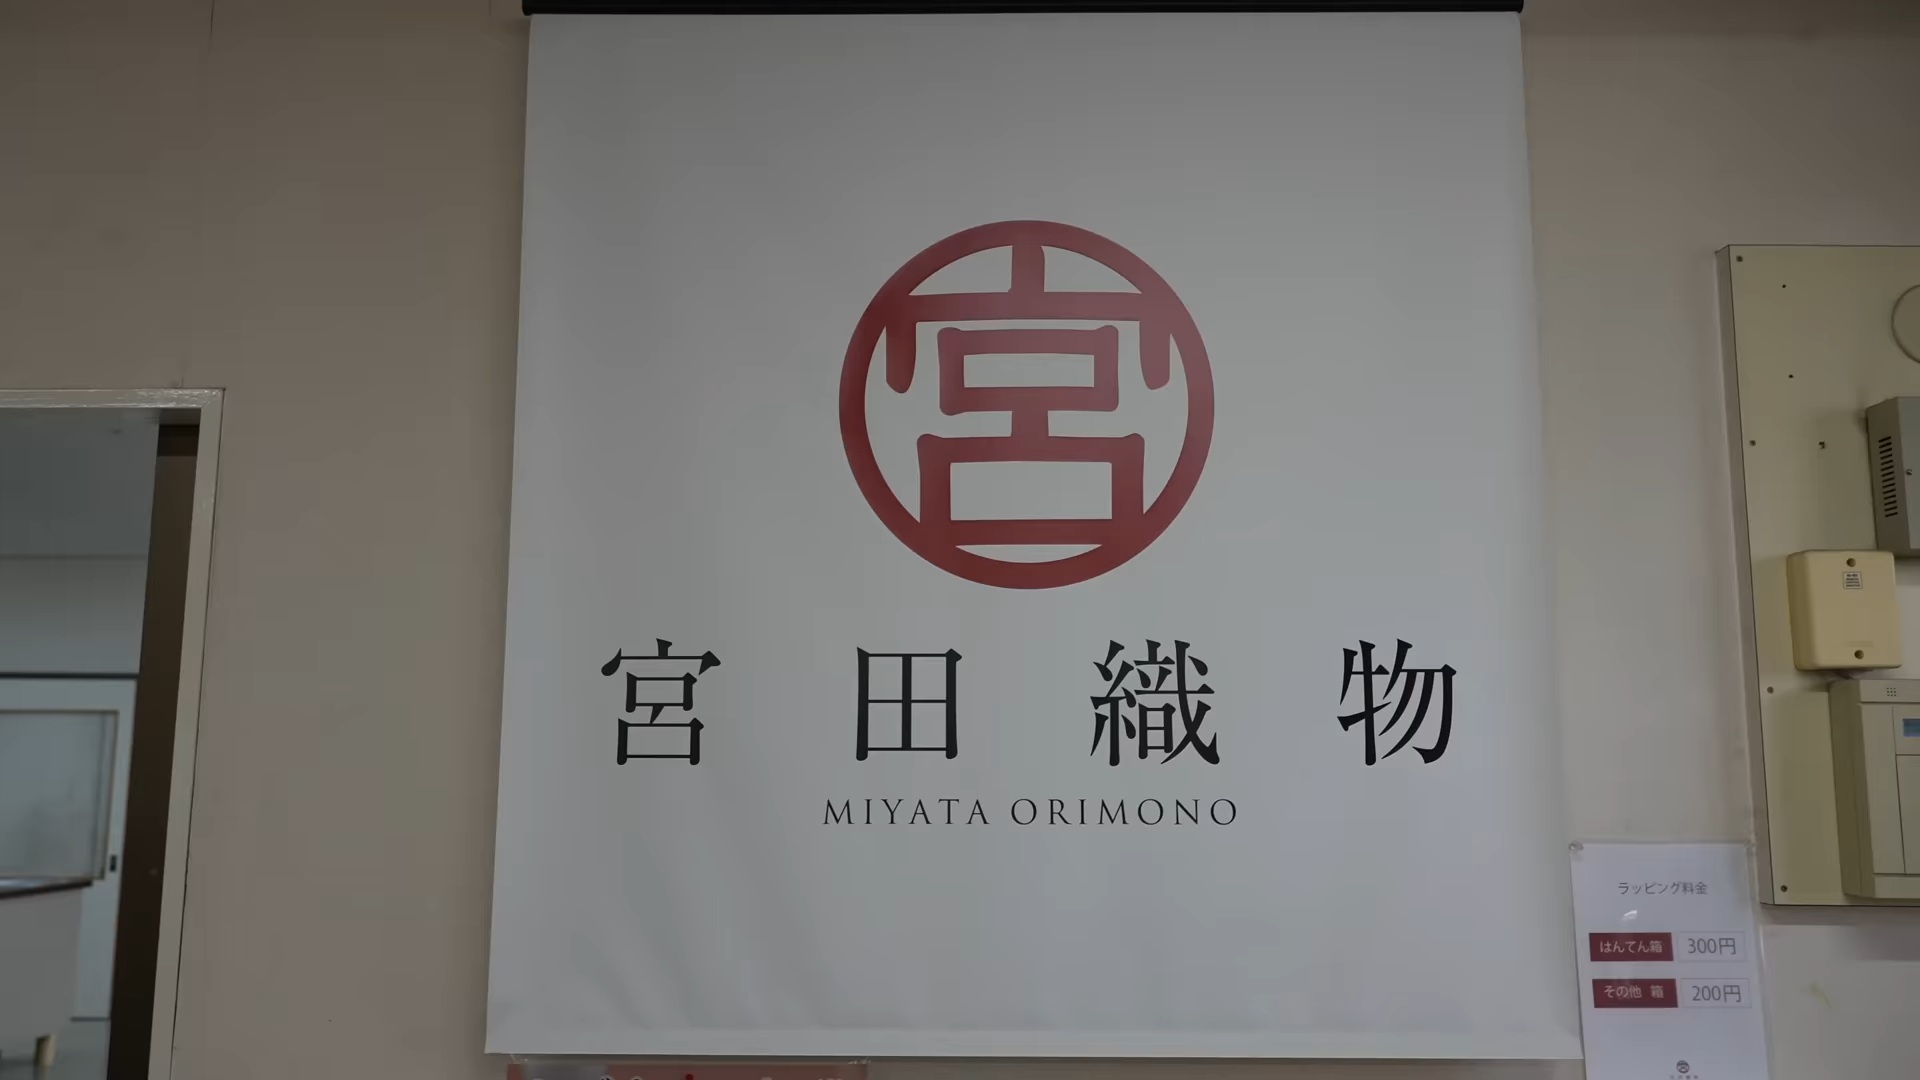 宮
宮田織物
MIYATA ORIMONO
ラッピング料金
はんてん箱 300円
その他 箱 200円